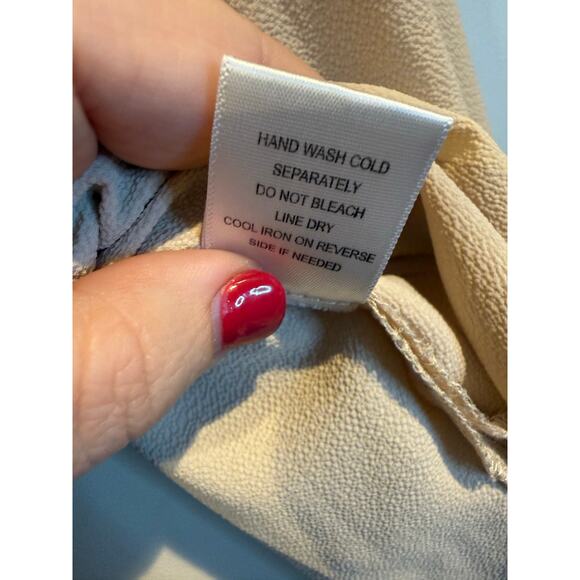 HAND WASH COLD
SEPARATELY
DO NOT BLEACH
LINE DRY
COOL IRON ON REVERSE
SIDE IF NEEDED